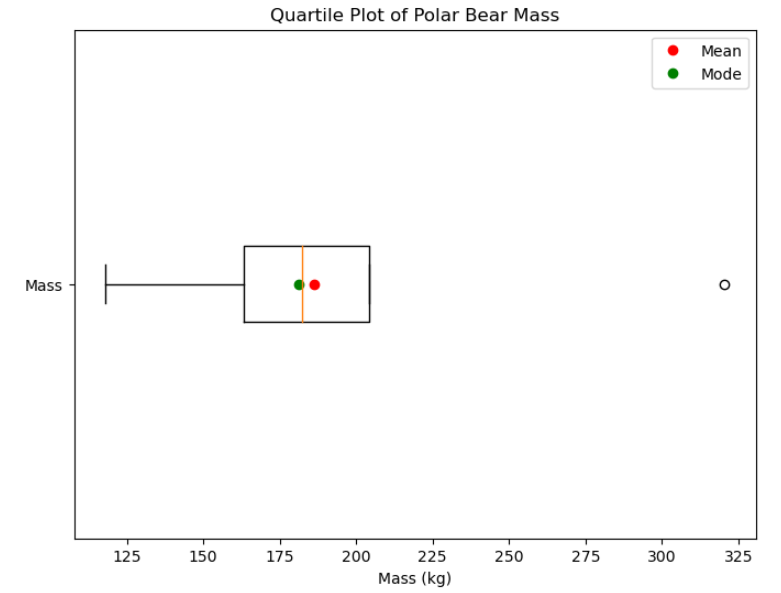 Quartile Plot of Polar Bear Mass
Mean
Mode
Mass
125 150 175 200 225 250 275 300 325
Mass (kg)